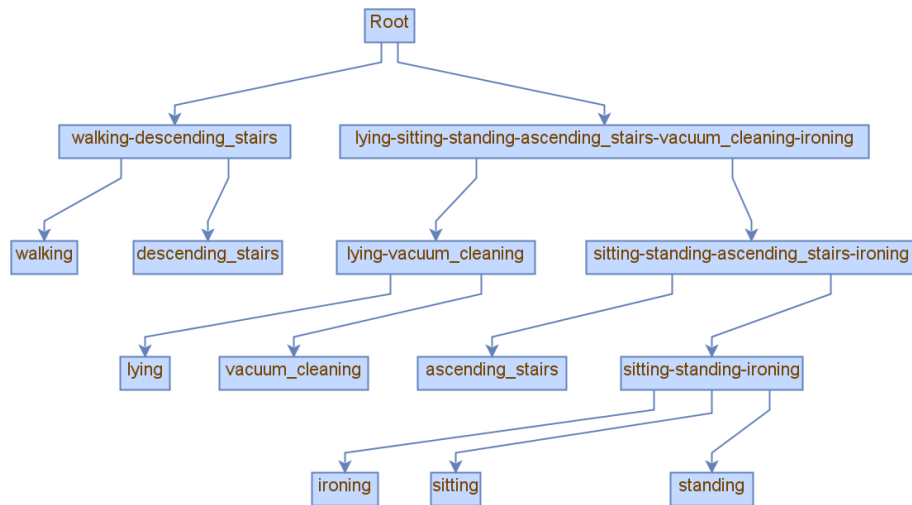 Root
walking-descending_stairs
lying-sitting-standing-ascending_stairs-vacuum_cleaning-ironing
walking
descending_stairs
lying-vacuum_cleaning
sitting-standing-ascending_stairs-ironing
lying
vacuum_cleaning
ascending_stairs
sitting-standing-ironing
ironing
sitting
standing